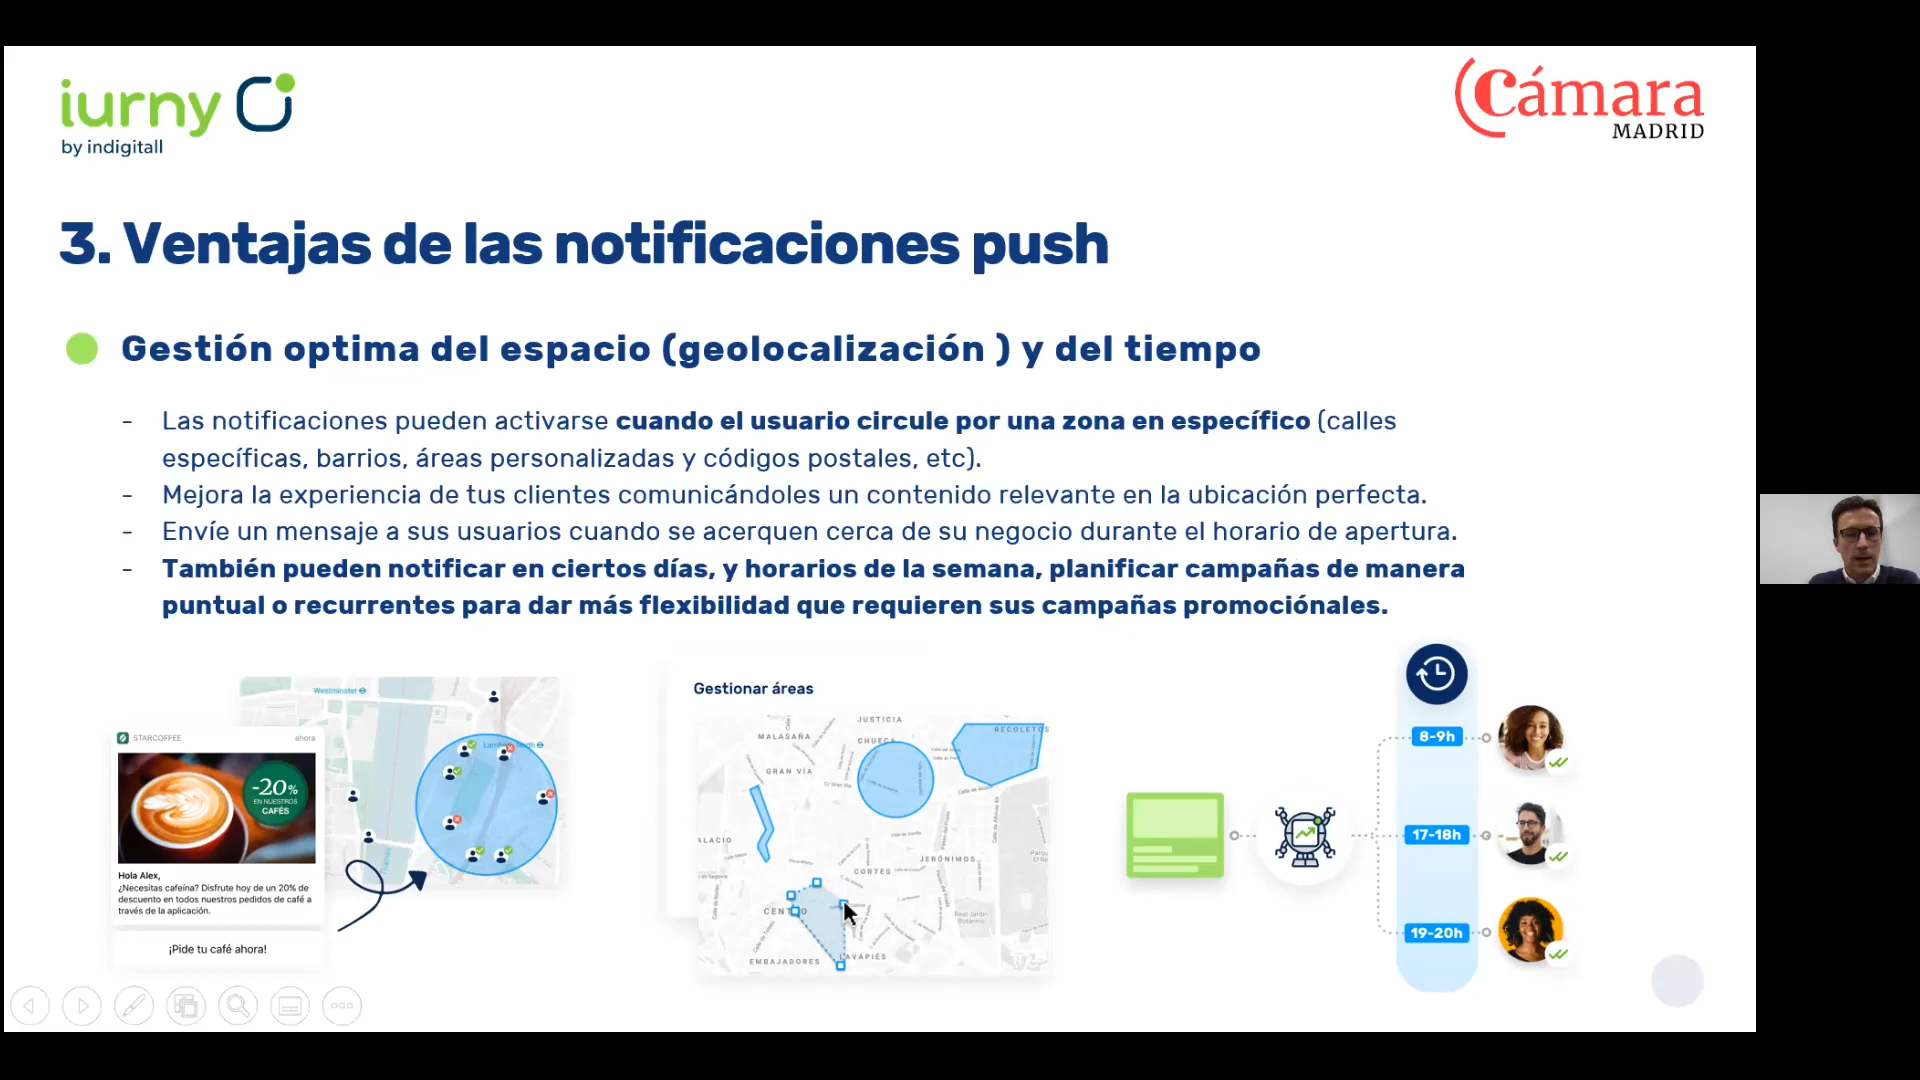 iurny
by indigitall
Cámara
MADRID
3. Ventajas de las notificaciones push
Gestión optima del espacio (geolocalización ) y del tiempo
- Las notificaciones pueden activarse cuando el usuario circule por una zona en específico (calles
específicas, barrios, áreas personalizadas y códigos postales, etc).
- Mejora la experiencia de tus clientes comunicándoles un contenido relevante en la ubicación perfecta.
- Envíe un mensaje a sus usuarios cuando se acerquen cerca de su negocio durante el horario de apertura.
- También pueden notificar en ciertos días, y horarios de la semana, planificar campañas de manera
puntual o recurrentes para dar más flexibilidad que requieren sus campañas promociónales.
Westminster
STARCOFFEE
ahora
-20%
EN NUESTROS
CAFÉS
Hola Alex,
¿Necesitas cafeína? Disfrute hoy de un 20% de
descuento en todos nuestros pedidos de café a
través de la aplicación.
¡Pide tu café ahora!
Gestionar áreas
JUSTICIA
MALASAÑA
CHUECA
RECOLETOS
GRAN VÍA
JERÓNIMOS
CORTES
Real Jardín
Botánico
EMBAJADORES
LAVAPIÉS
8-9h
17-18h
19-20h